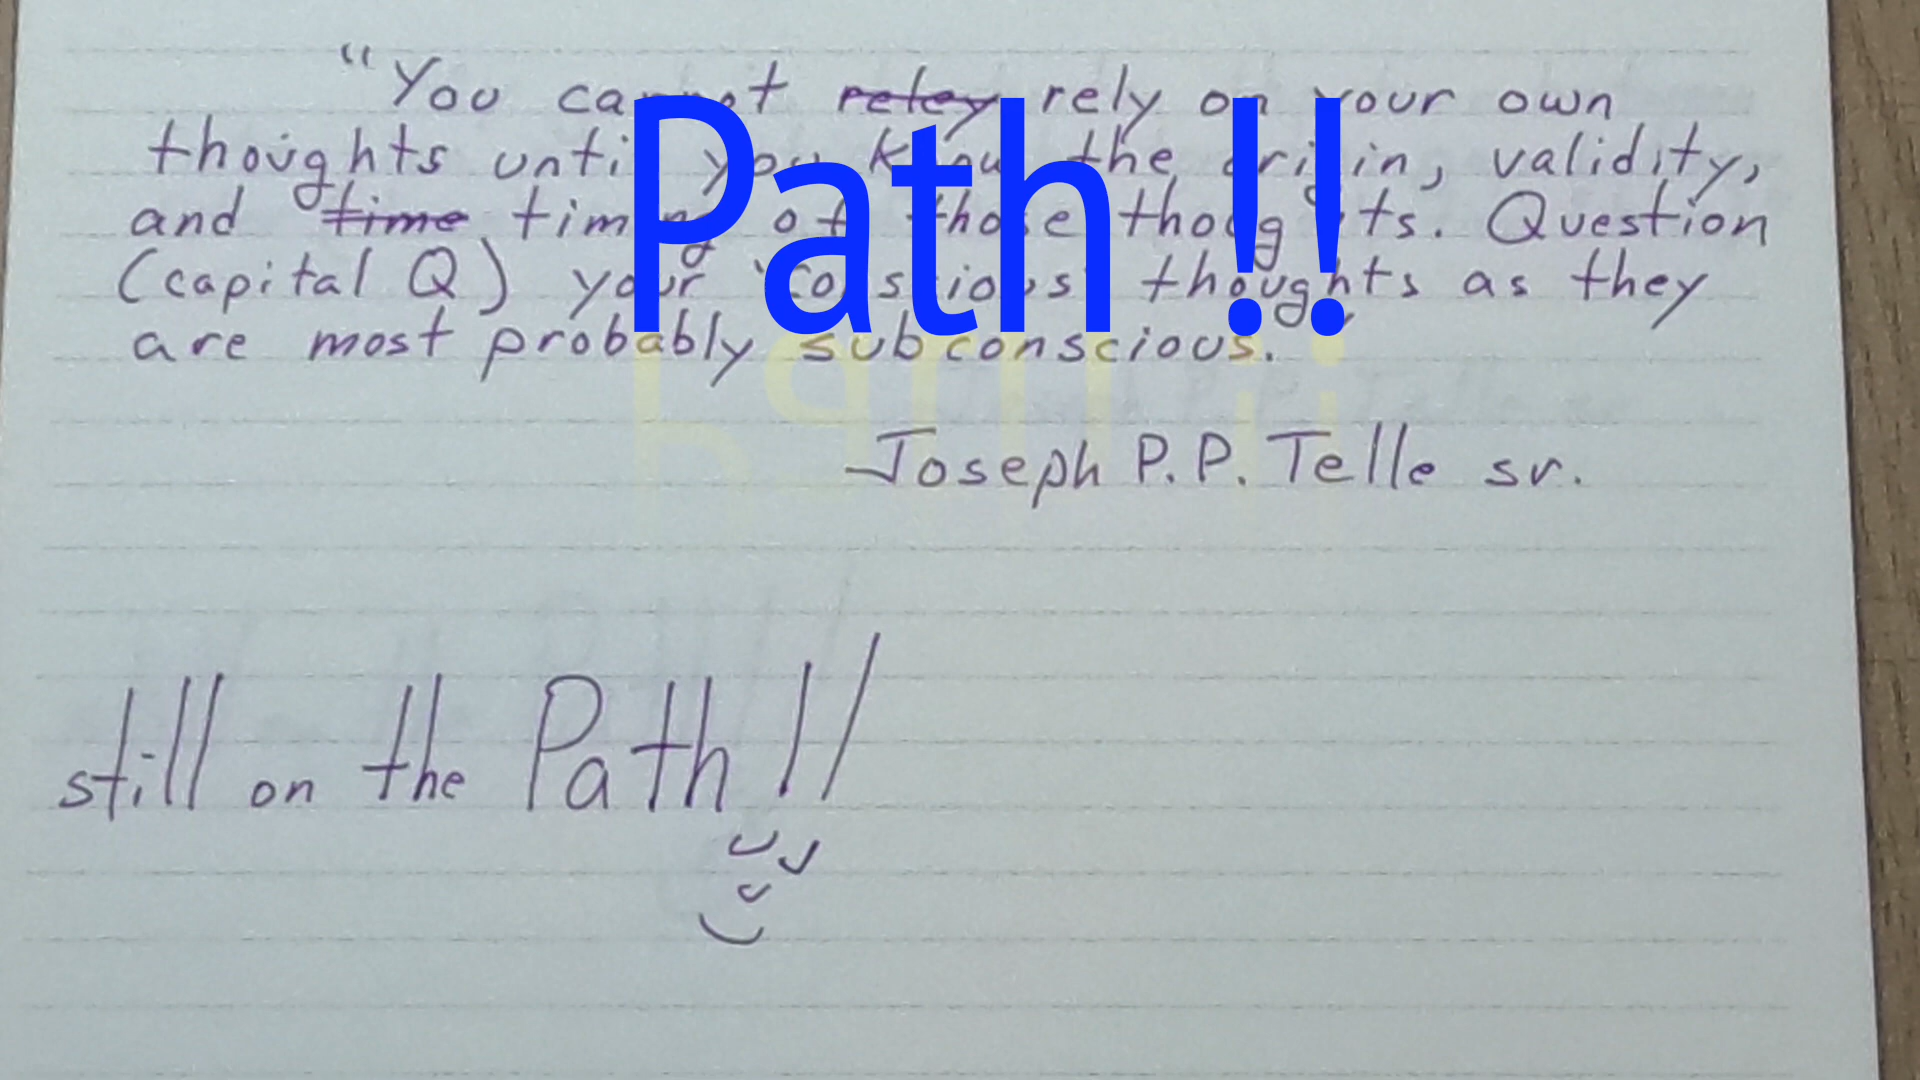 "You cannot reley rely on your own
thoughts until you know the origin, validity,
and time timing of those thoughts. Question
(capital Q) your "conscious" thoughts as they
are most probably subconscious.
Joseph P.P. Telle sr.
still on the Path!!
Path !!